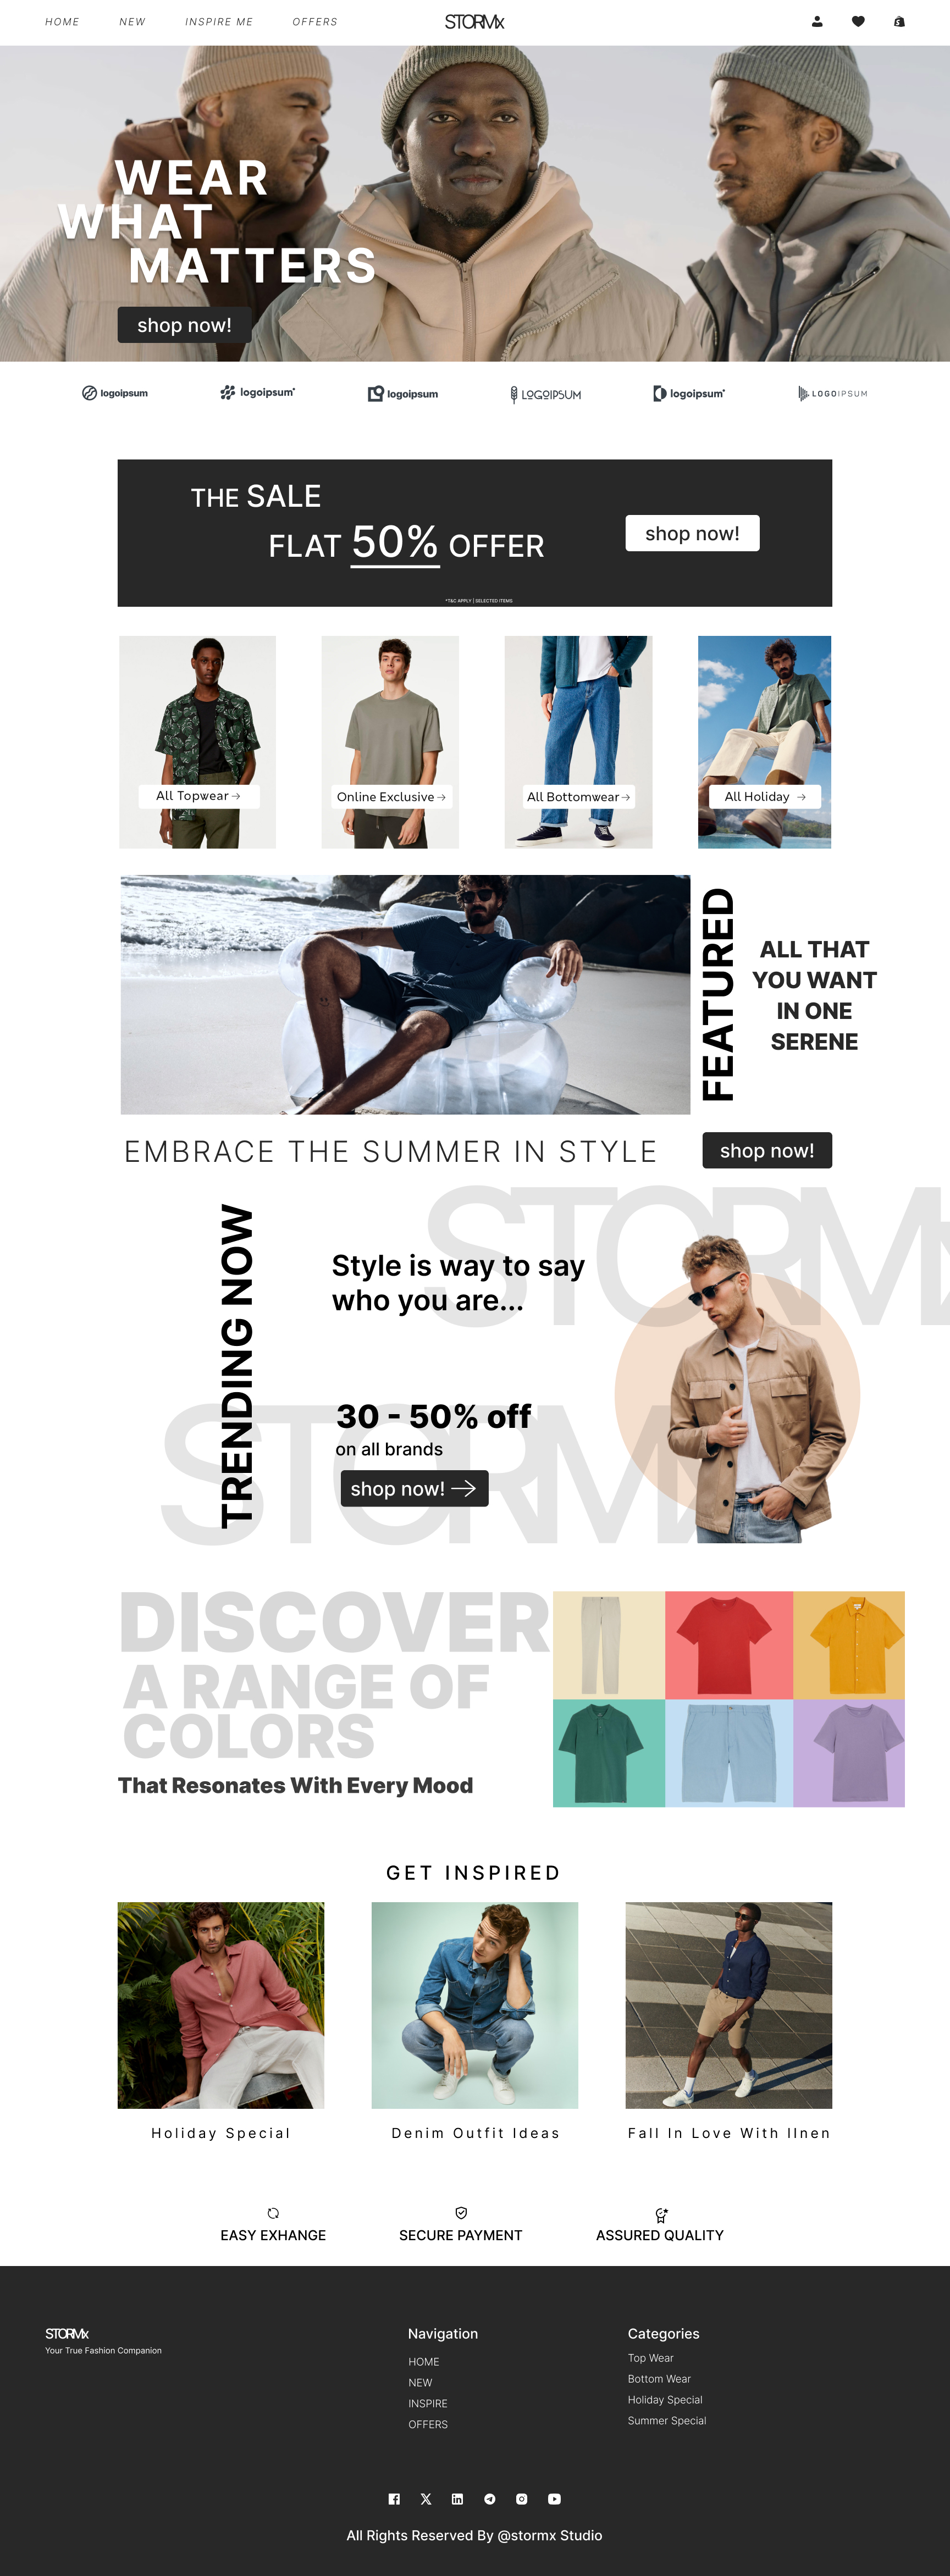 HOME NEW INSPIRE ME OFFERS STORMx
WEAR
WHAT
MATTERS
shop now!
logoipsum logoipsum logoipsum LOGOIPSUM logoipsum LOGOIPSUM
THE SALE
FLAT 50% OFFER
shop now!
*T&C APPLY | SELECTED ITEMS
All Topwear → Online Exclusive → All Bottomwear → All Holiday →
FEATURED
ALL THAT
YOU WANT
IN ONE
SERENE
EMBRACE THE SUMMER IN STYLE
shop now!
STORMx
TRENDING NOW
Style is way to say
who you are...
STORMx
30 - 50% off
on all brands
shop now! →
DISCOVER
A RANGE OF
COLORS
That Resonates With Every Mood
GET INSPIRED
Holiday Special Denim Outfit Ideas Fall In Love With lInen
EASY EXHANGE SECURE PAYMENT ASSURED QUALITY
STORMx
Your True Fashion Companion
Navigation
HOME
NEW
INSPIRE
OFFERS
Categories
Top Wear
Bottom Wear
Holiday Special
Summer Special
All Rights Reserved By @stormx Studio